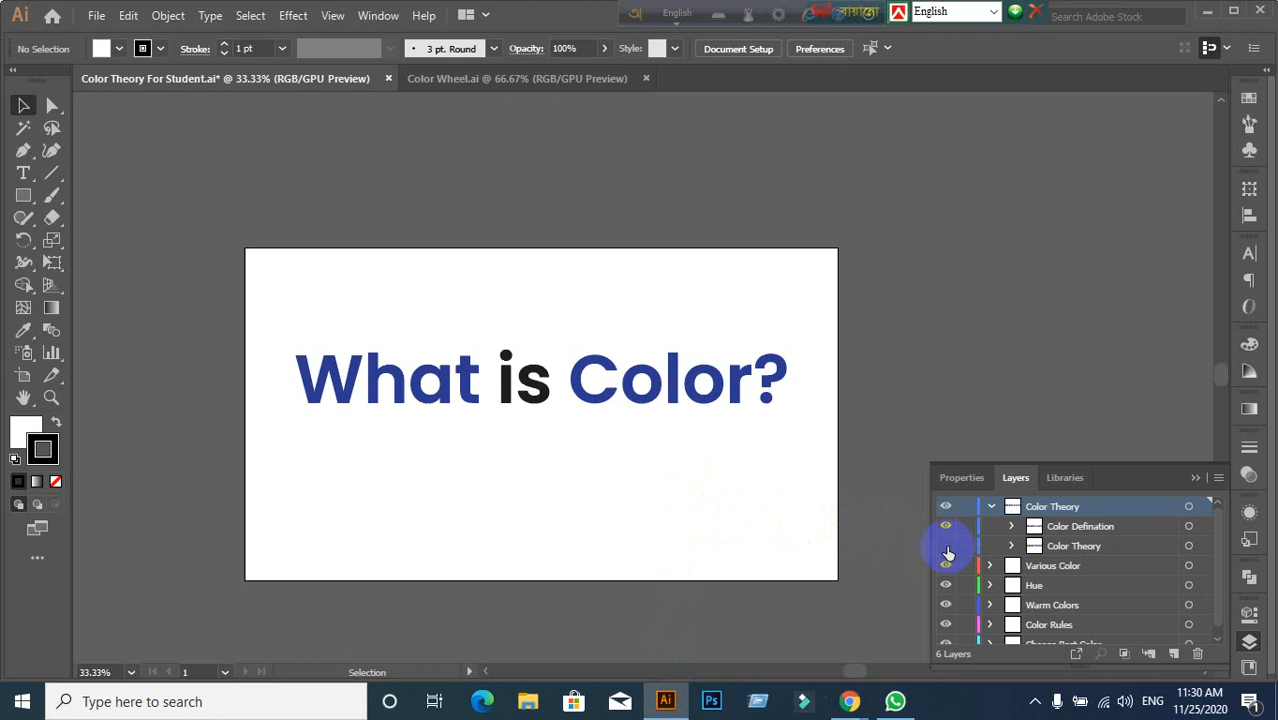 Ai File Edit Object Type Select Effect View Window Help English বায়ান্নো English Search Adobe Stock
No Selection Stroke: 1 pt 3 pt. Round Opacity: 100% Style: Document Setup Preferences
Color Theory For Student.ai* @ 33.33% (RGB/GPU Preview) Color Wheel.ai @ 66.67% (RGB/GPU Preview)
What is Color?
Properties Layers Libraries
Color Theory
Color Defination
Color Theory
Various Color
Hue
Warm Colors
Color Rules
6 Layers
33.33% 1 Selection
Type here to search Ai Ps ENG 11:30 AM
11/25/2020